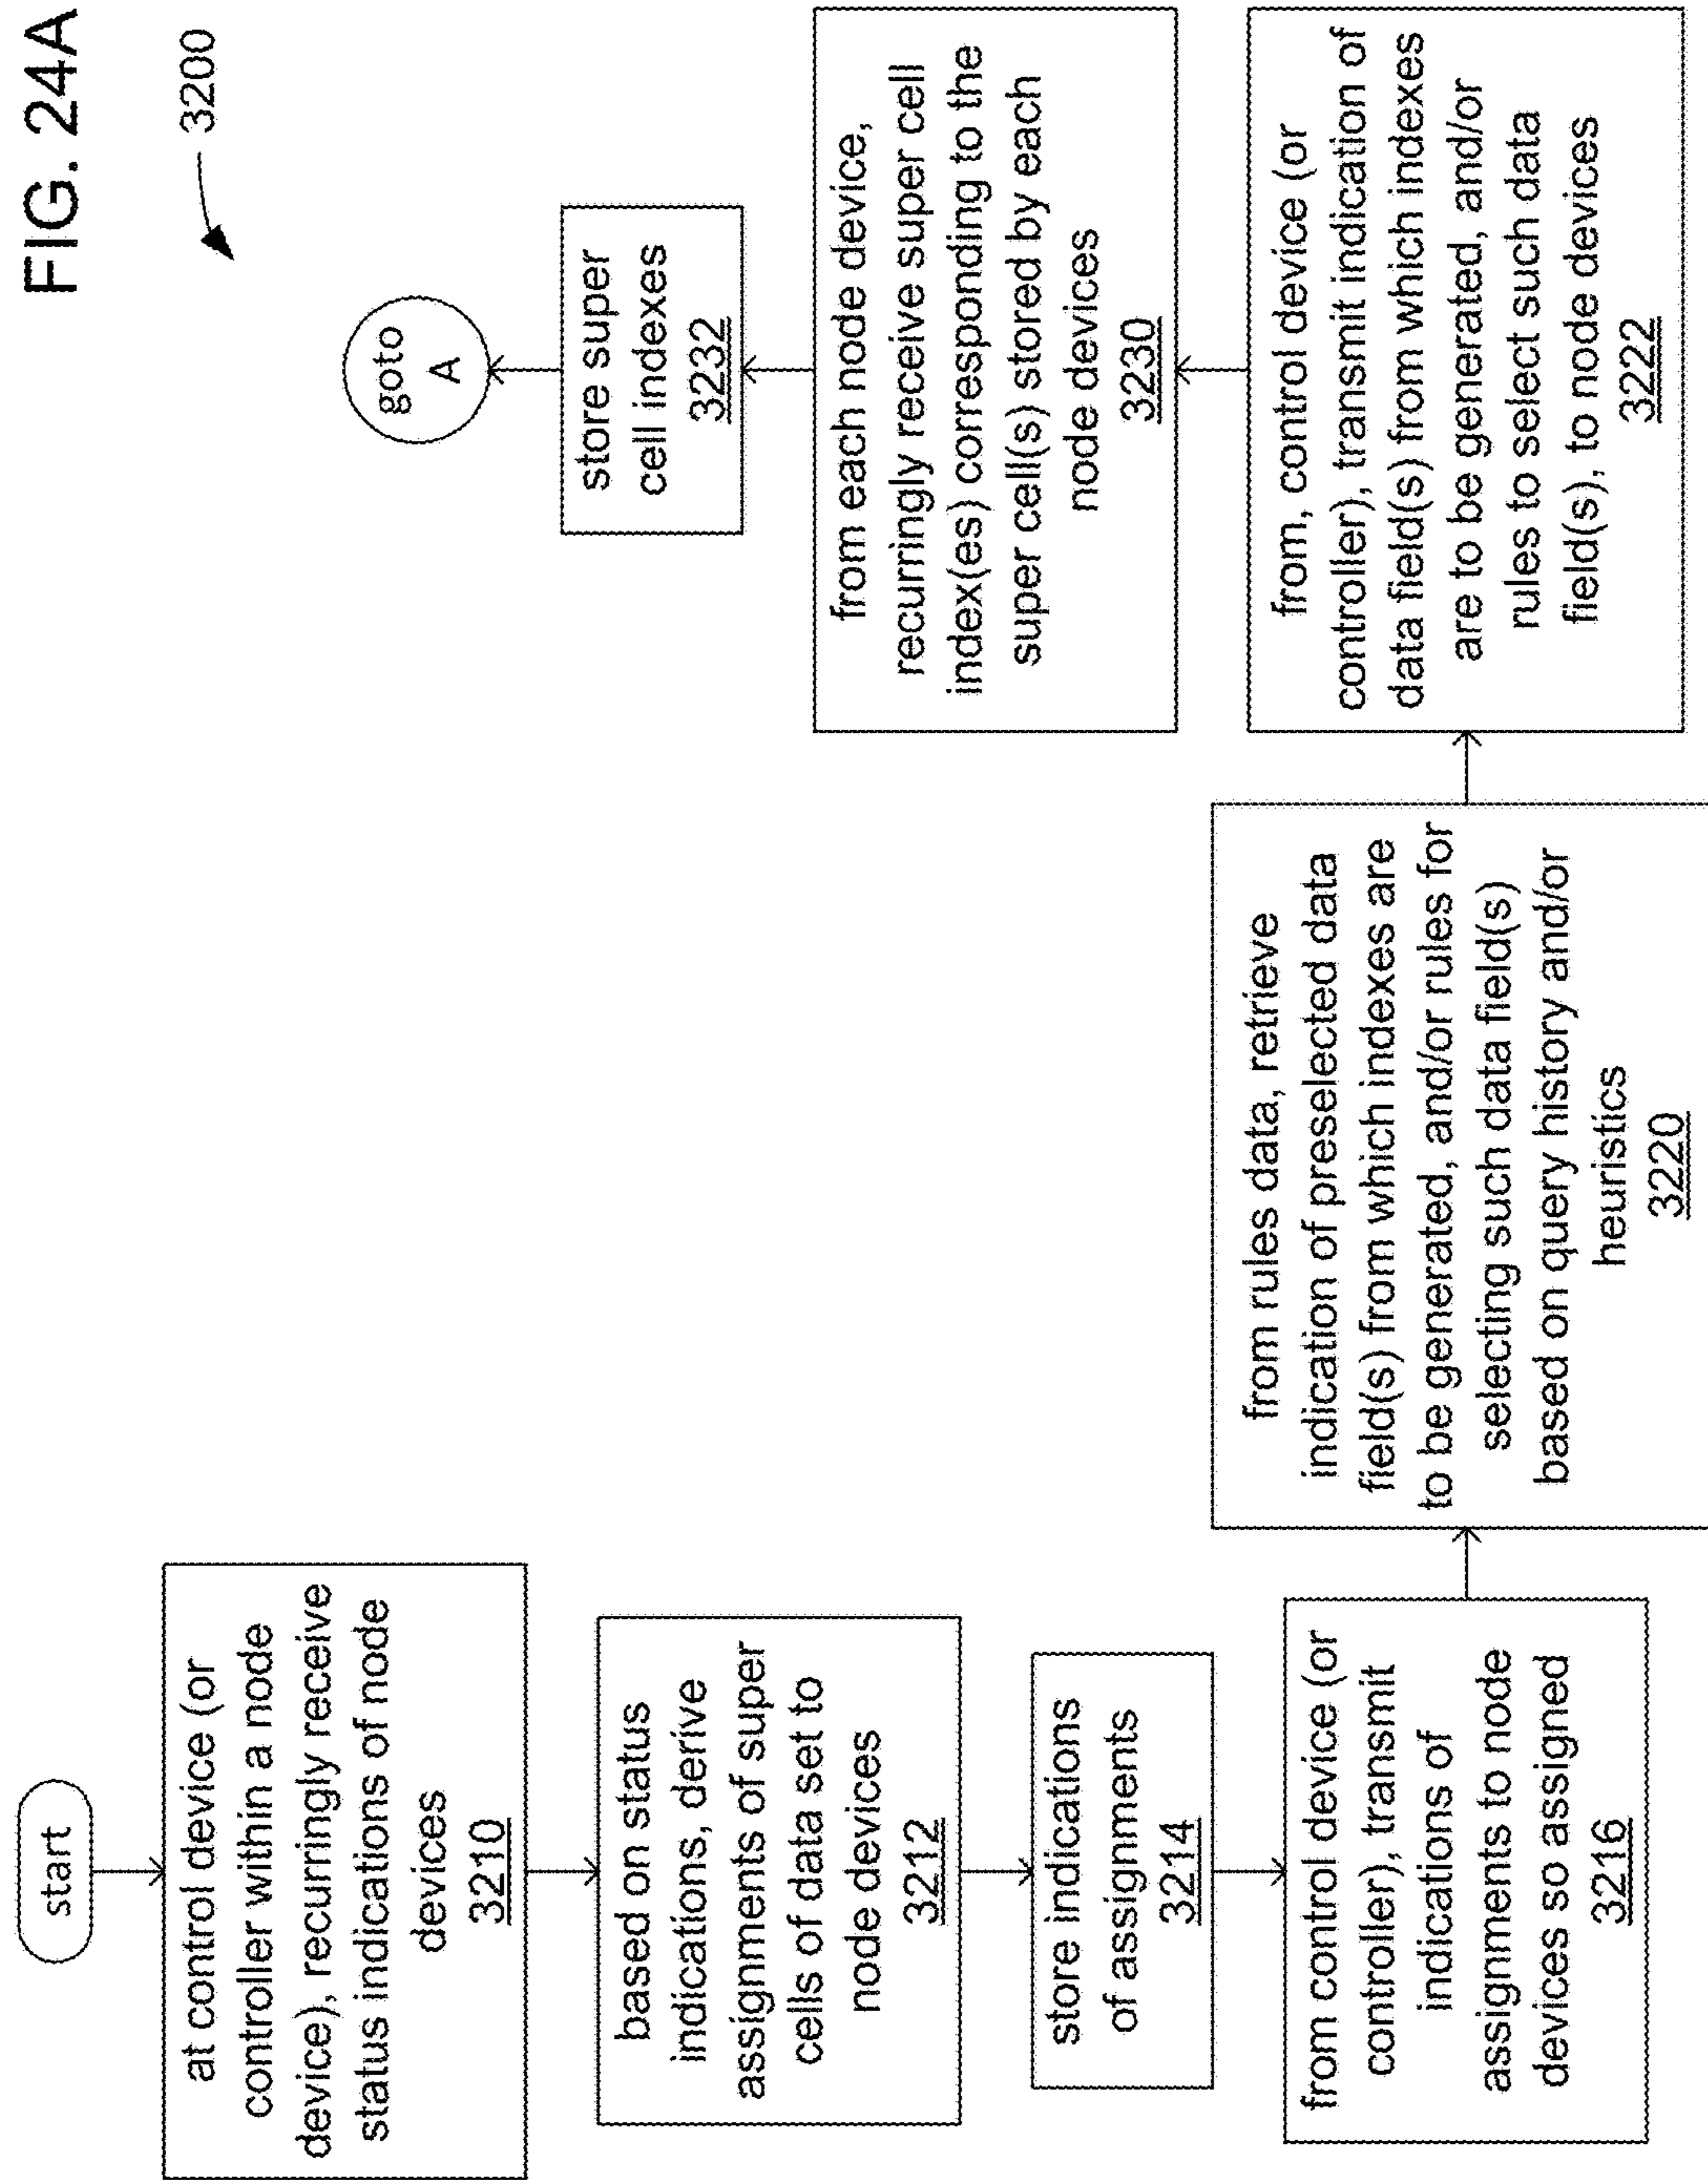 FIG. 24A
3200
start
at control device (or
controller within a node
device), recurringly receive
status indications of node
devices
3210
based on status
indications, derive
assignments of super
cells of data set to
node devices
3212
store indications
of assignments
3214
from control device (or
controller), transmit
indications of
assignments to node
devices so assigned
3216
from rules data, retrieve
indication of preselected data
field(s) from which indexes are
to be generated, and/or rules for
selecting such data field(s)
based on query history and/or
heuristics
3220
from, control device (or
controller), transmit indication of
data field(s) from which indexes
are to be generated, and/or
rules to select such data
field(s), to node devices
3222
from each node device,
recurringly receive super cell
index(es) corresponding to the
super cell(s) stored by each
node devices
3230
store super
cell indexes
3232
goto
A